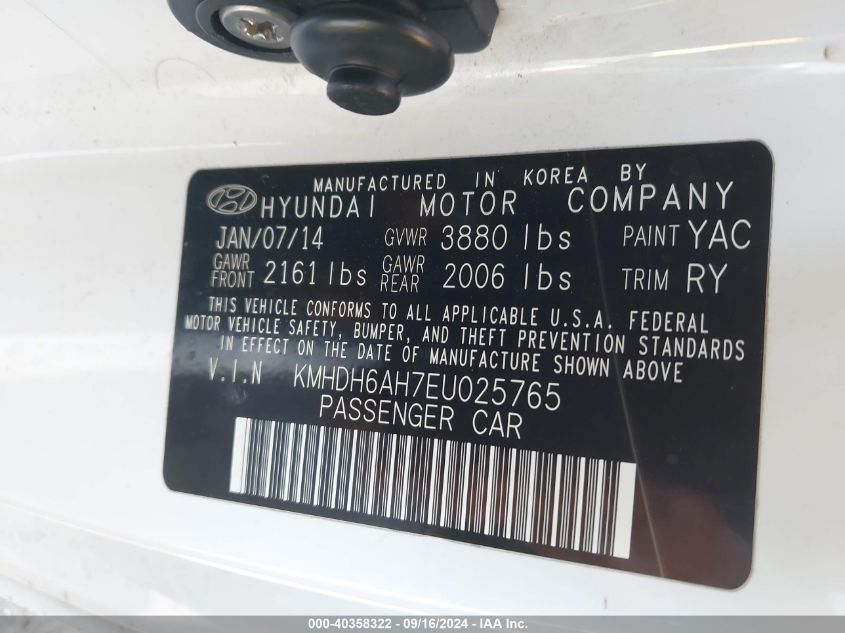 MANUFACTURED IN KOREA BY
HYUNDAI MOTOR COMPANY
JAN/07/14 GVWR 3880 lbs PAINT YAC
GAWR FRONT 2161 lbs GAWR REAR 2006 lbs TRIM RY
THIS VEHICLE CONFORMS TO ALL APPLICABLE U.S.A. FEDERAL
MOTOR VEHICLE SAFETY, BUMPER, AND THEFT PREVENTION STANDARDS
IN EFFECT ON THE DATE OF MANUFACTURE SHOWN ABOVE
V.I.N KMHDH6AH7EU025765
PASSENGER CAR
000-40358322 - 09/16/2024 - IAA Inc.